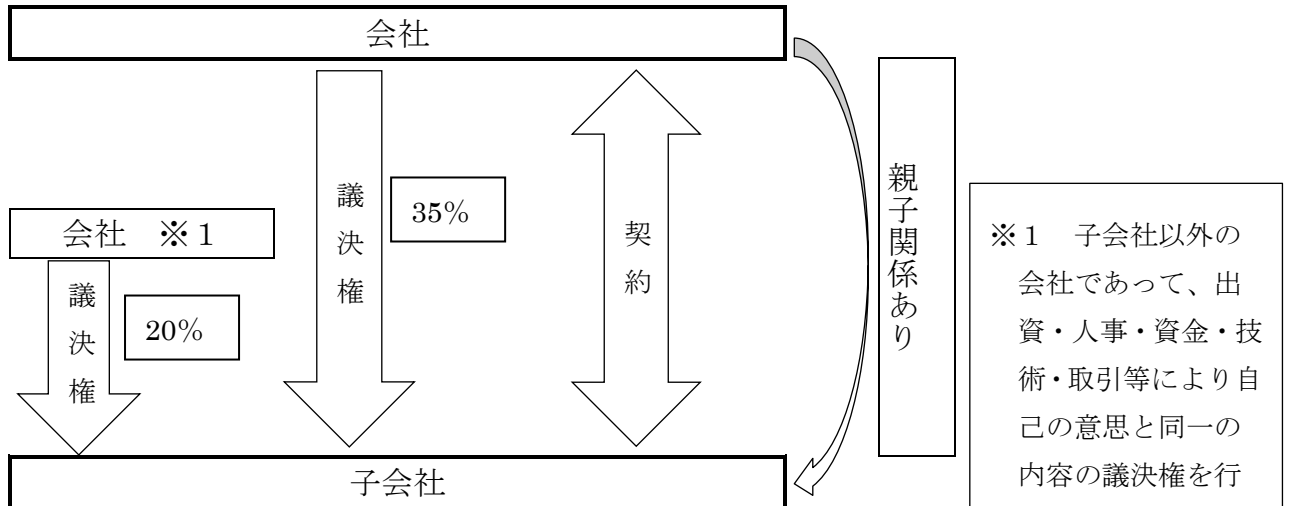 会社
会社　※1
議決権
20%
議決権
35%
契約
親子関係あり
子会社
※1　子会社以外の
会社であって、出
資・人事・資金・技
術・取引等により自
己の意思と同一の
内容の議決権を行